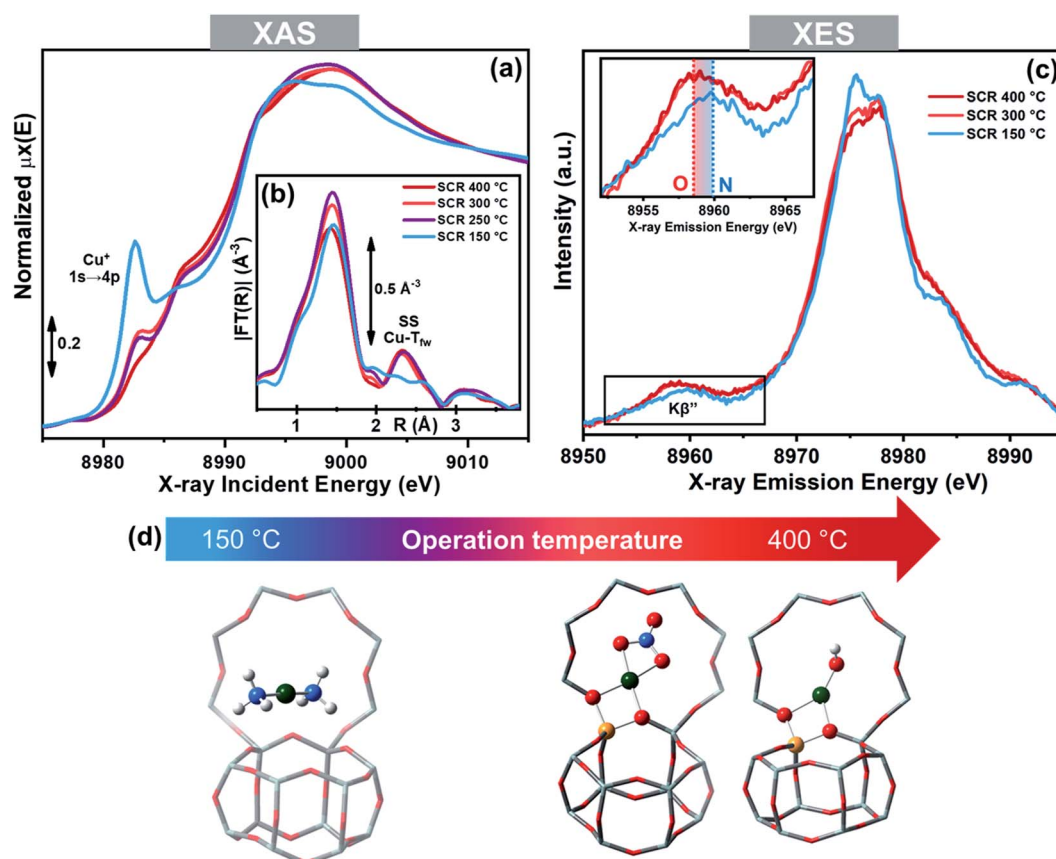 XAS
XES
(a)
Normalized μx(E)
Cu⁺
1s→4p
0.2
8980
8990
9000
9010
X-ray Incident Energy (eV)
(b)
SCR 400 °C
SCR 300 °C
SCR 250 °C
SCR 150 °C
|FT(R)| (Å⁻³)
0.5 Å⁻³
SS
Cu-Tfw
1
2
3
R (Å)
(c)
SCR 400 °C
SCR 300 °C
SCR 150 °C
Intensity (a.u.)
O
N
8955
8960
8965
X-ray Emission Energy (eV)
Kβ”
8950
8960
8970
8980
8990
X-ray Emission Energy (eV)
(d)
150 °C
Operation temperature
400 °C